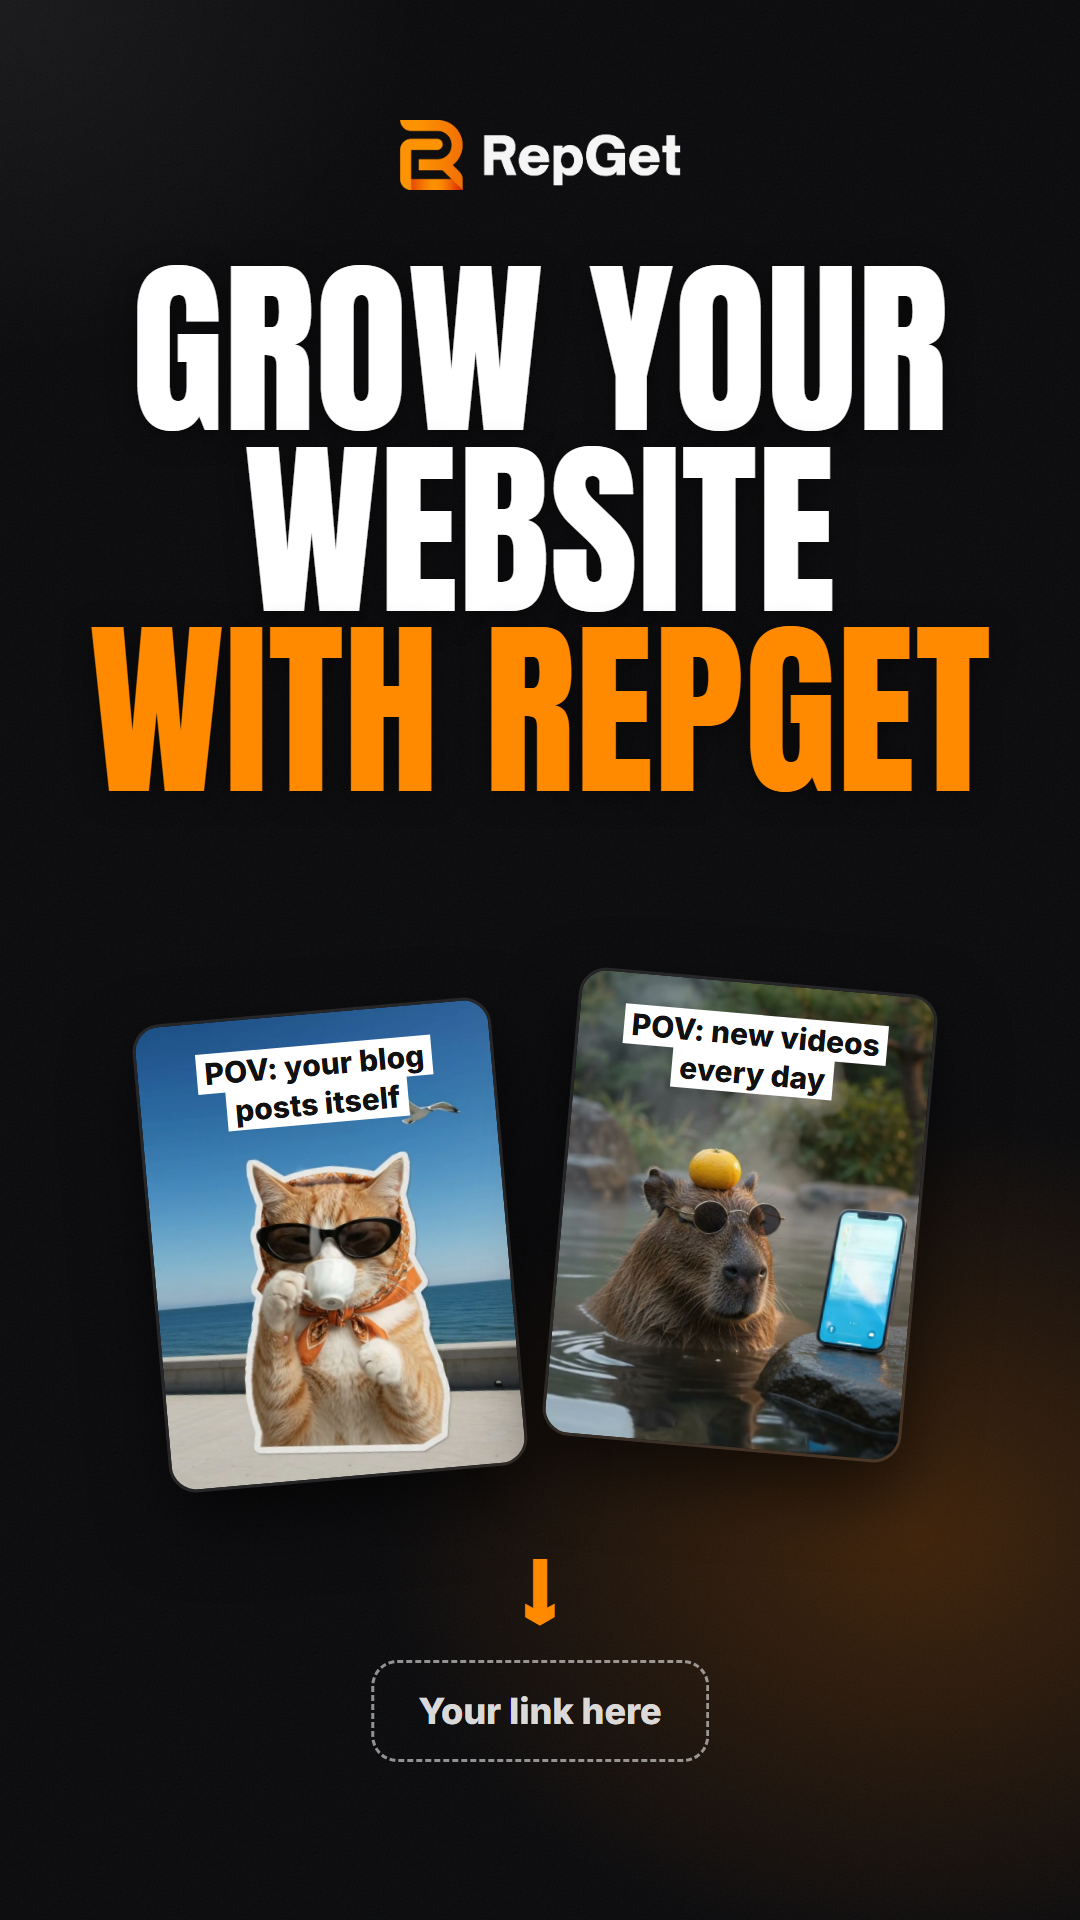 RepGet
GROW YOUR
WEBSITE
WITH REPGET
POV: your blog
posts itself
POV: new videos
every day
Your link here